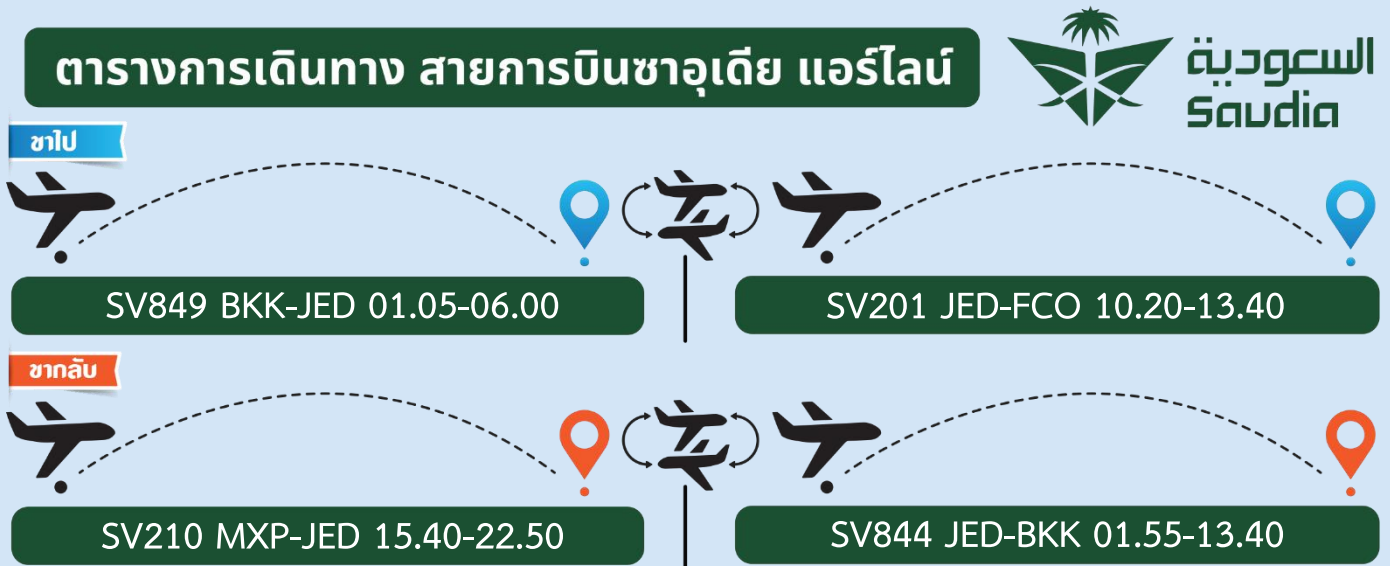 ตารางการเดินทาง สายการบินซาอุเดีย แอร์ไลน์
السعودية
Saudia
ขาไป
SV849 BKK-JED 01.05-06.00
SV201 JED-FCO 10.20-13.40
ขากลับ
SV210 MXP-JED 15.40-22.50
SV844 JED-BKK 01.55-13.40